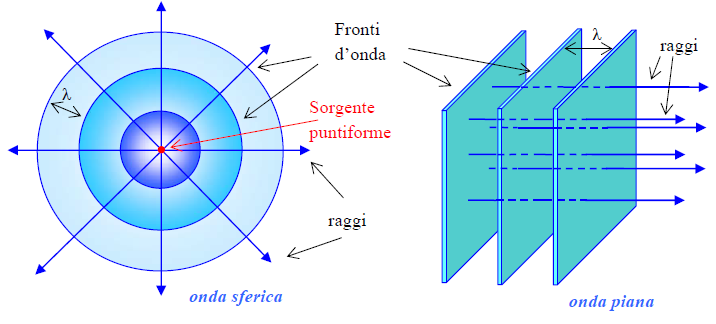 Fronti
d'onda
λ
λ
raggi
Sorgente
puntiforme
raggi
onda sferica
onda piana